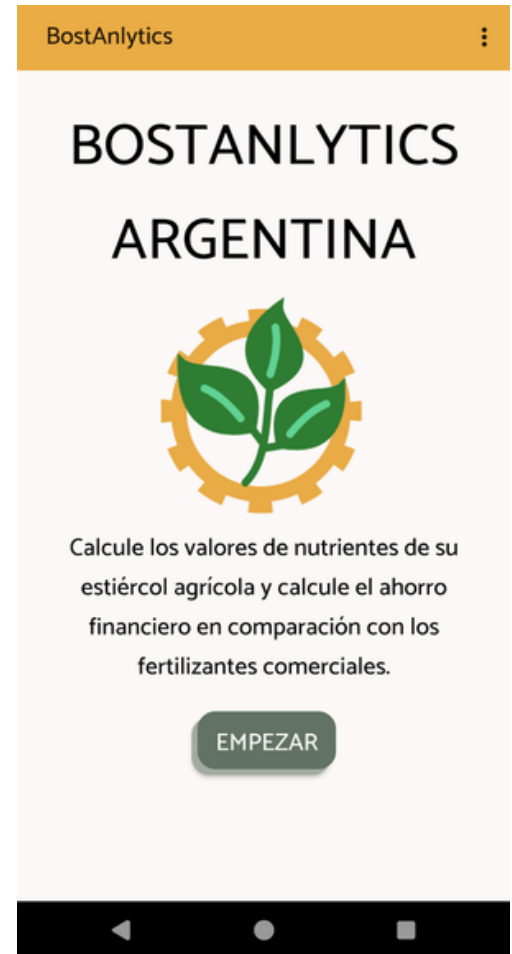 BostAnlytics
BOSTANLYTICS
ARGENTINA
Calcule los valores de nutrientes de su
estiércol agrícola y calcule el ahorro
financiero en comparación con los
fertilizantes comerciales.
EMPEZAR